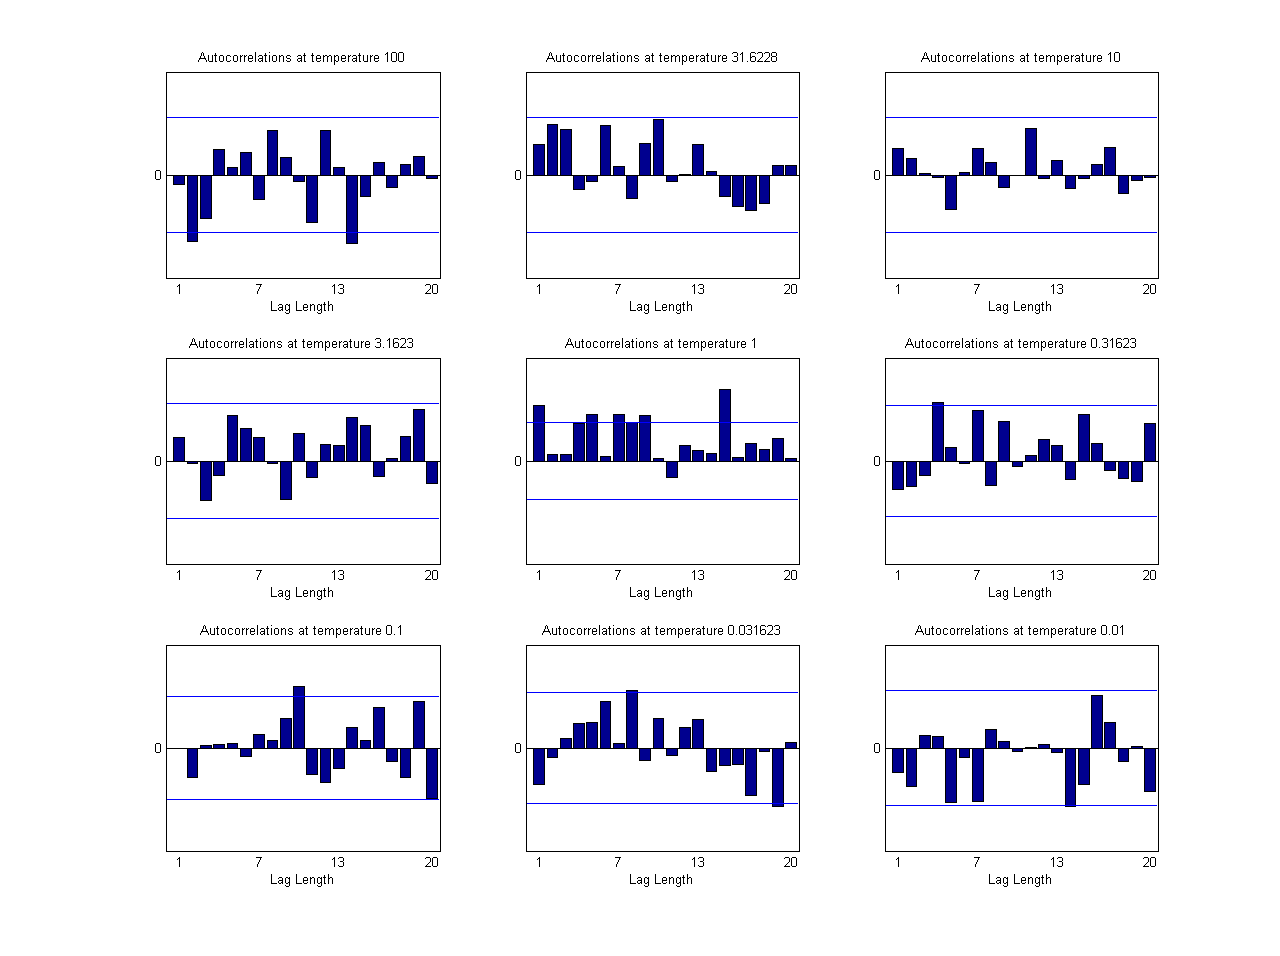 Autocorrelations at temperature 100
0
1 7 13 20
Lag Length
Autocorrelations at temperature 31.6228
0
1 7 13 20
Lag Length
Autocorrelations at temperature 10
0
1 7 13 20
Lag Length
Autocorrelations at temperature 3.1623
0
1 7 13 20
Lag Length
Autocorrelations at temperature 1
0
1 7 13 20
Lag Length
Autocorrelations at temperature 0.31623
0
1 7 13 20
Lag Length
Autocorrelations at temperature 0.1
0
1 7 13 20
Lag Length
Autocorrelations at temperature 0.031623
0
1 7 13 20
Lag Length
Autocorrelations at temperature 0.01
0
1 7 13 20
Lag Length